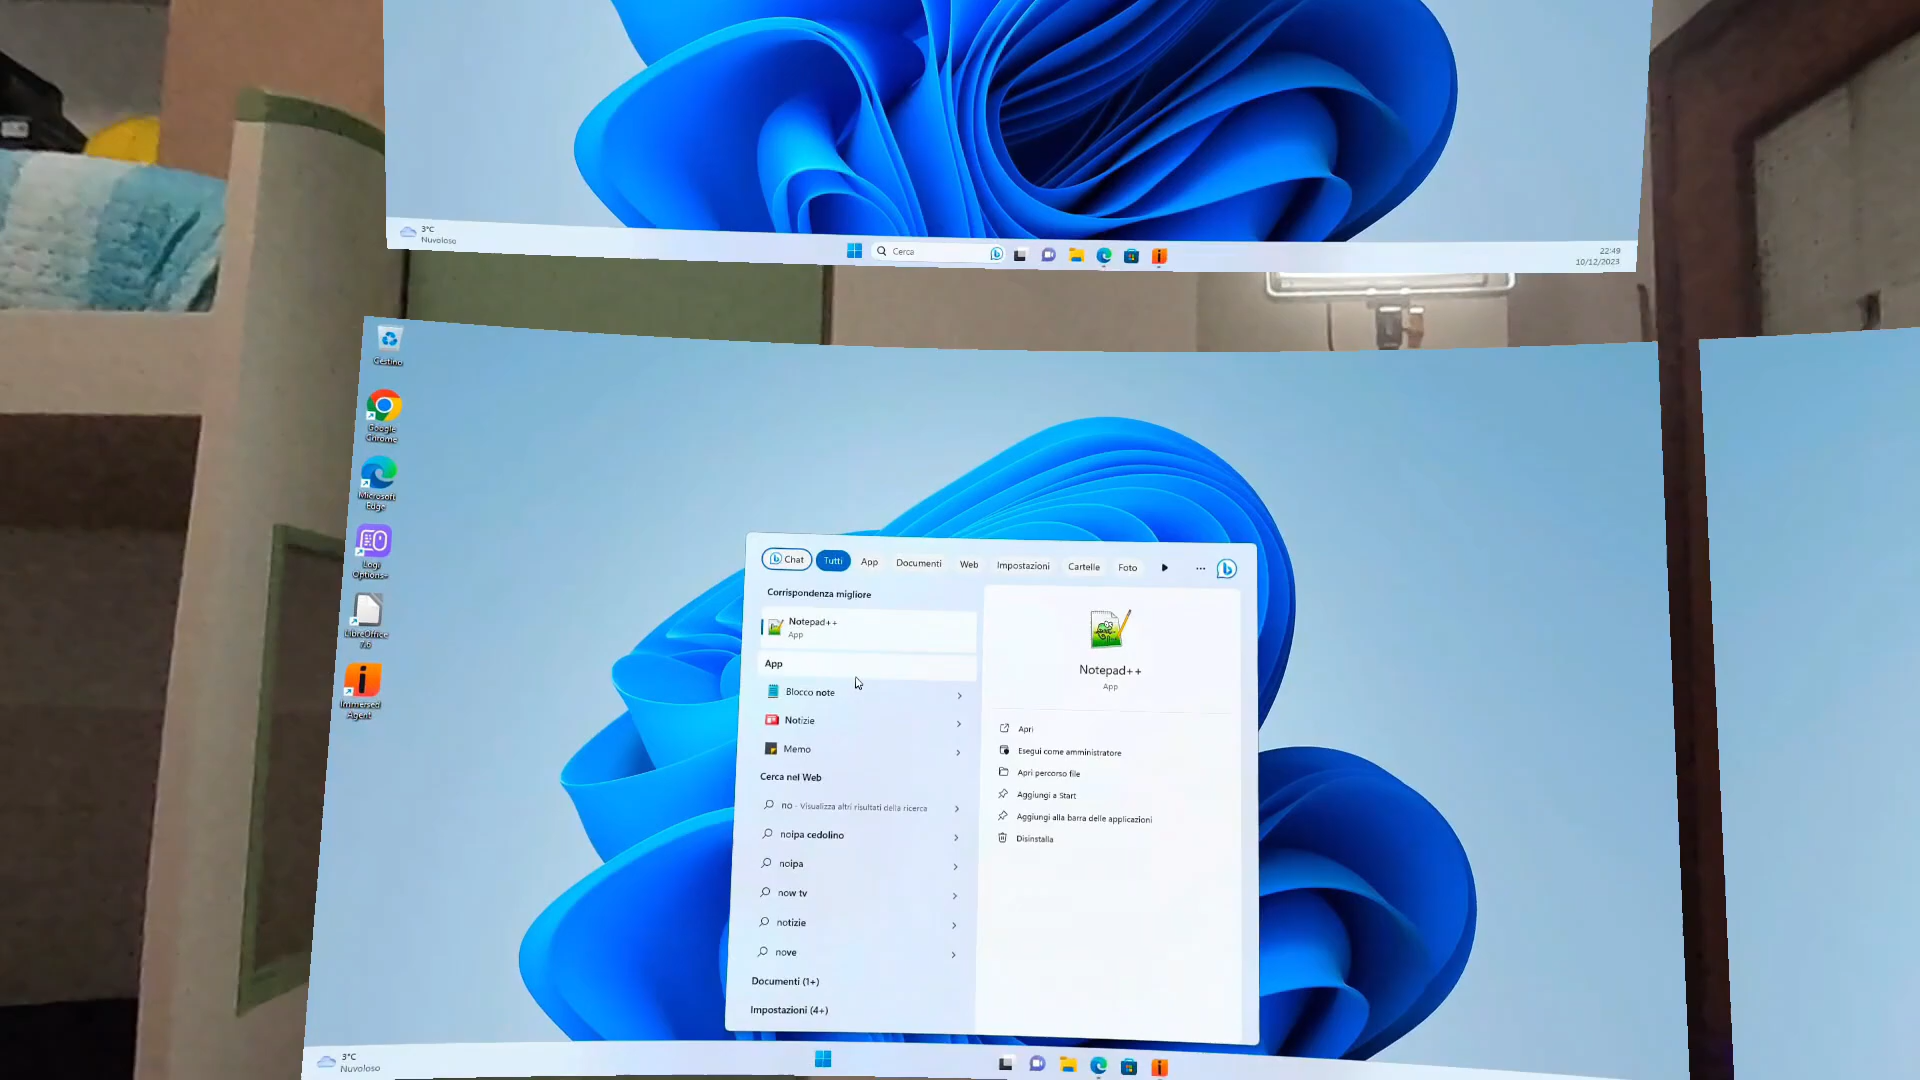 3°C
Nuvoloso
Cerca
22:49
10/12/2023
Cestino
Google
Chrome
Microsoft
Edge
Logi
Options+
LibreOffice
7.6
Immersed
Agent
Chat
Tutti
App
Documenti
Web
Impostazioni
Cartelle
Foto
Corrispondenza migliore
Notepad++
App
App
Blocco note
Notizie
Memo
Cerca nel Web
no - Visualizza altri risultati della ricerca
noipa cedolino
noipa
now tv
notizie
nove
Documenti (1+)
Impostazioni (4+)
Notepad++
App
Apri
Esegui come amministratore
Apri percorso file
Aggiungi a Start
Aggiungi alla barra delle applicazioni
Disinstalla
3°C
Nuvoloso